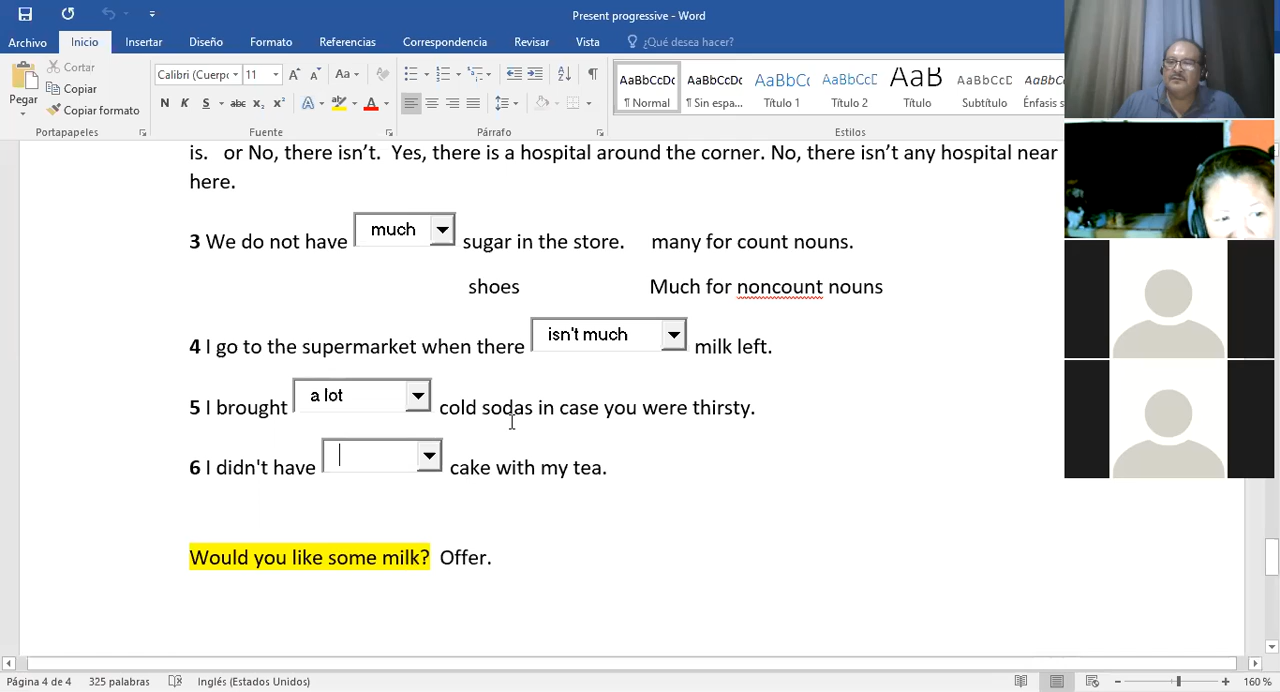 Present progressive - Word
Archivo Inicio Insertar Diseño Formato Referencias Correspondencia Revisar Vista ¿Qué desea hacer?
Pegar Cortar Calibri (Cuerpo 11 Aa
Copiar N K S abc x₂ x² A
Copiar formato
AaBbCcDc AaBbCcDc AaBbCcD AaBbCcD AaB AaBbCcD AaBbCcD
¶ Normal ¶ Sin espa... Título 1 Título 2 Título Subtítulo Énfasis s
Portapapeles Fuente Párrafo Estilos
is. or No, there isn't. Yes, there is a hospital around the corner. No, there isn't any hospital near
here.
3 We do not have much sugar in the store. many for count nouns.
shoes Much for noncount nouns
4 I go to the supermarket when there isn't much milk left.
5 I brought a lot cold sodas in case you were thirsty.
6 I didn't have cake with my tea.
Would you like some milk? Offer.
Página 4 de 4 325 palabras Inglés (Estados Unidos) 160 %